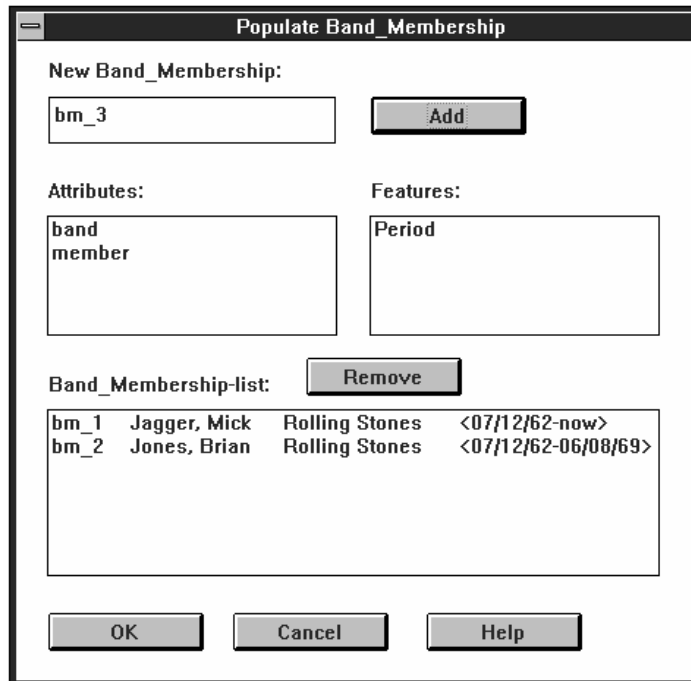 Populate Band_Membership
New Band_Membership:
bm_3
Add
Attributes:
Features:
band
member
Period
Remove
Band_Membership-list:
bm_1 Jagger, Mick Rolling Stones <07/12/62-now>
bm_2 Jones, Brian Rolling Stones <07/12/62-06/08/69>
OK Cancel Help